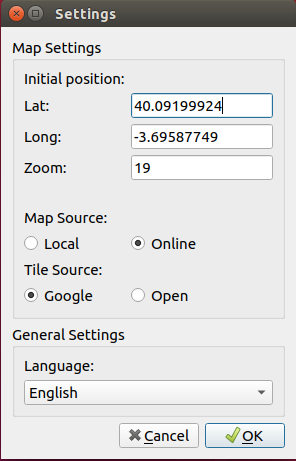 Settings
Map Settings
Initial position:
Lat: 40.09199924
Long: -3.69587749
Zoom: 19
Map Source:
Local Online
Tile Source:
Google Open
General Settings
Language:
English
Cancel OK